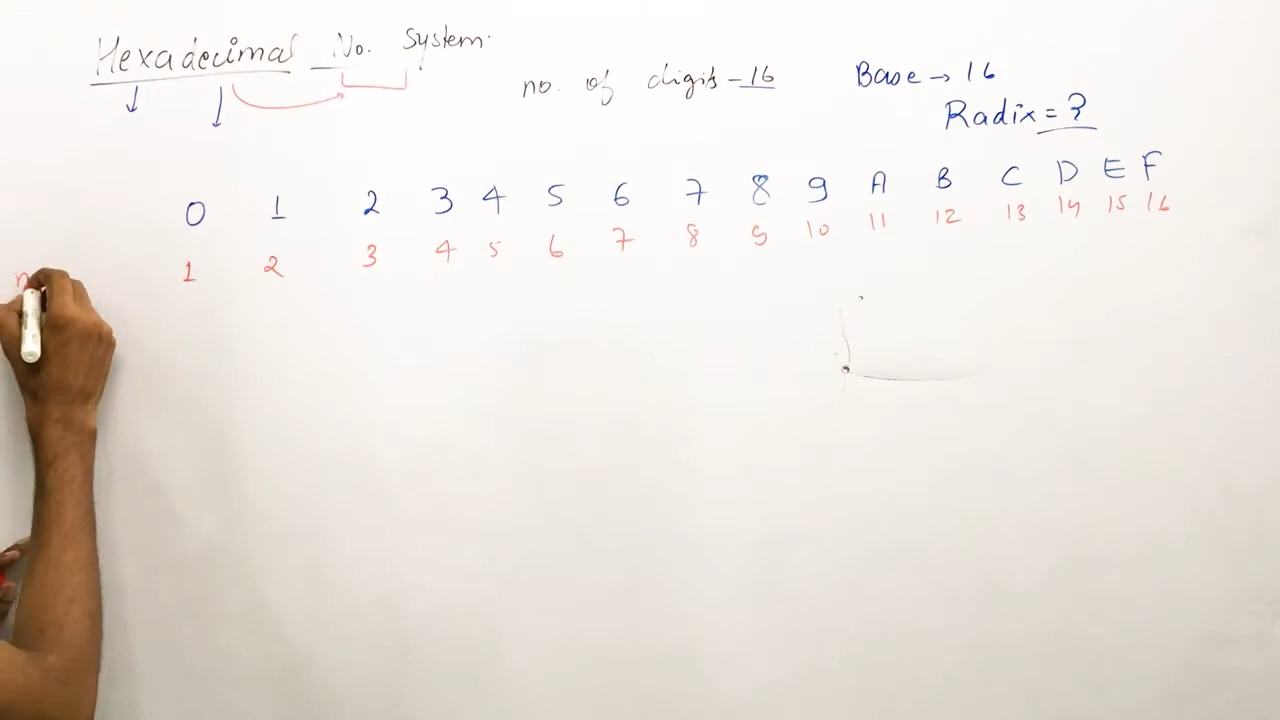 Hexadecimal No. System.
no. of digits - 16
Base → 16
Radix = ?
0 1 2 3 4 5 6 7 8 9 A B C D E F
1 2 3 4 5 6 7 8 9 10 11 12 13 14 15 16